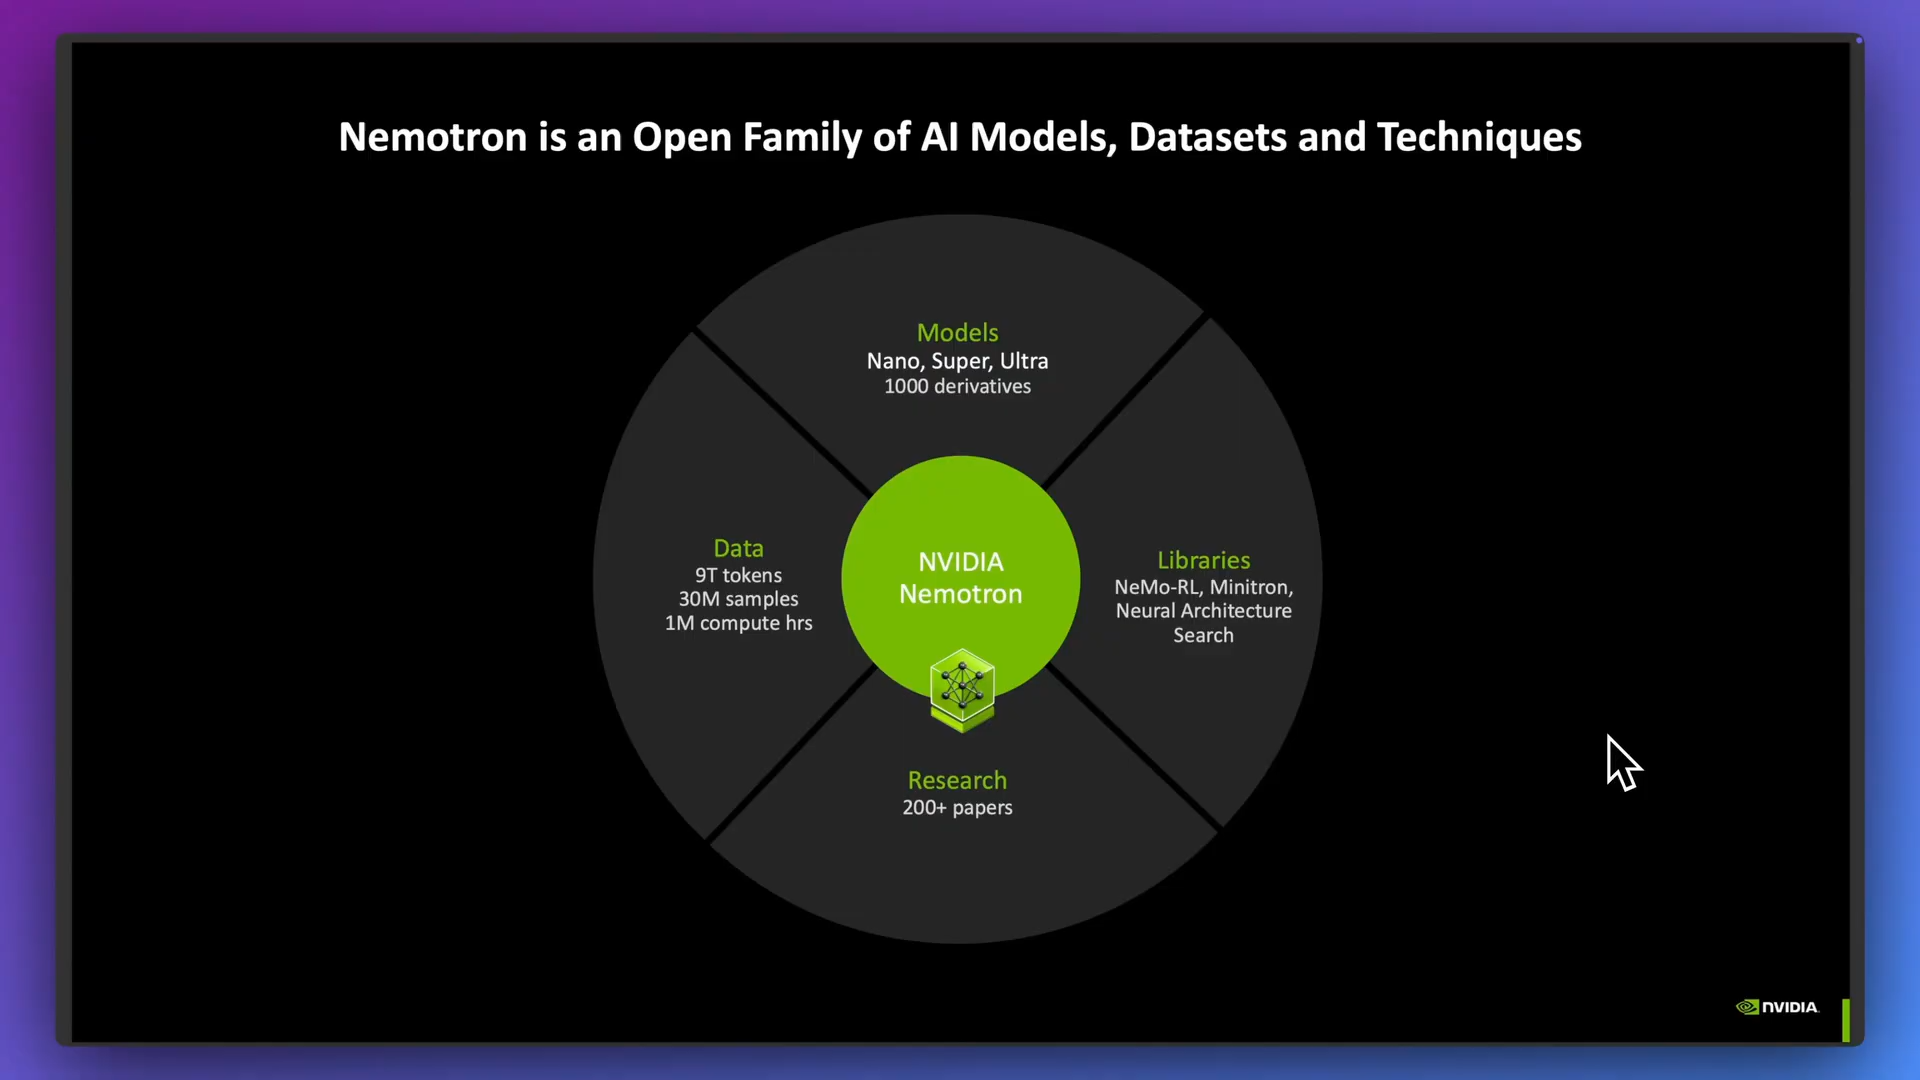 Nemotron is an Open Family of AI Models, Datasets and Techniques
Models
Nano, Super, Ultra
1000 derivatives
Data
9T tokens
30M samples
1M compute hrs
NVIDIA
Nemotron
Libraries
NeMo-RL, Minitron,
Neural Architecture
Search
Research
200+ papers
NVIDIA